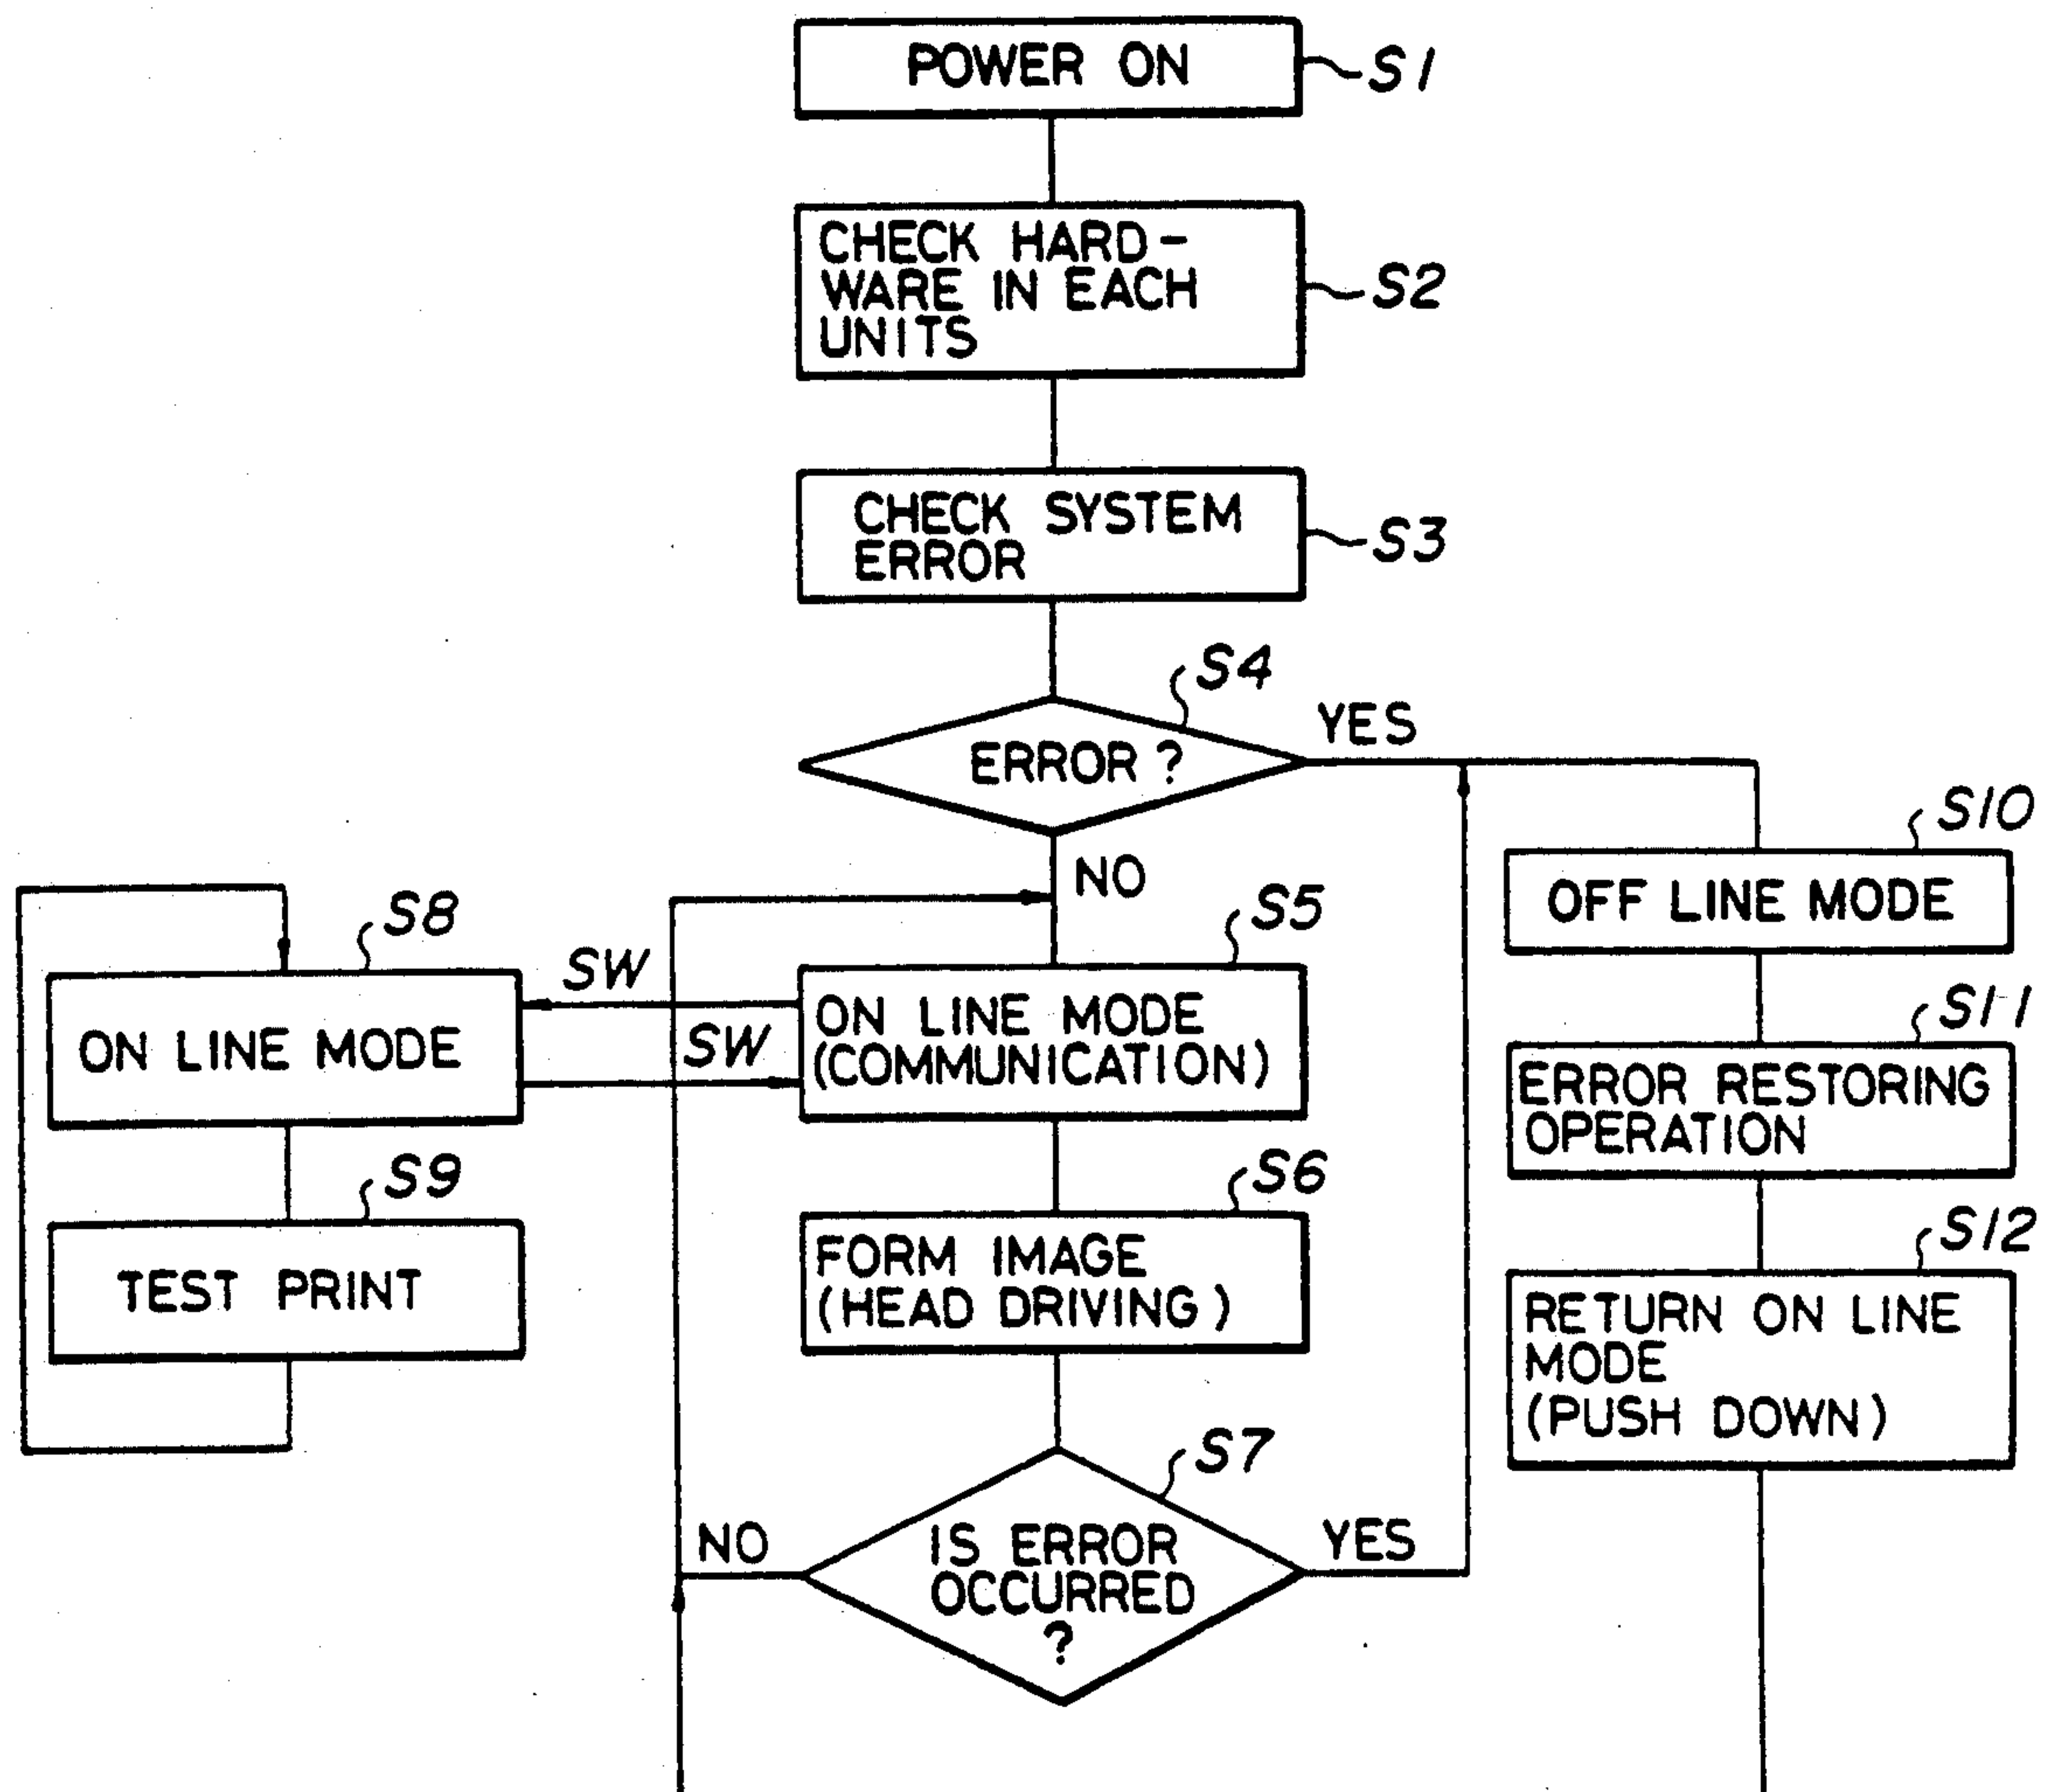 POWER ON
S1
CHECK HARD-
WARE IN EACH
UNITS
S2
CHECK SYSTEM
ERROR
S3
S4
ERROR ?
YES
NO
S10
OFF LINE MODE
S8
ON LINE MODE
SW
SW
S5
ON LINE MODE
(COMMUNICATION)
S11
ERROR RESTORING
OPERATION
S9
TEST PRINT
S6
FORM IMAGE
(HEAD DRIVING)
S12
RETURN ON LINE
MODE
(PUSH DOWN)
S7
IS ERROR
OCCURRED
?
NO
YES